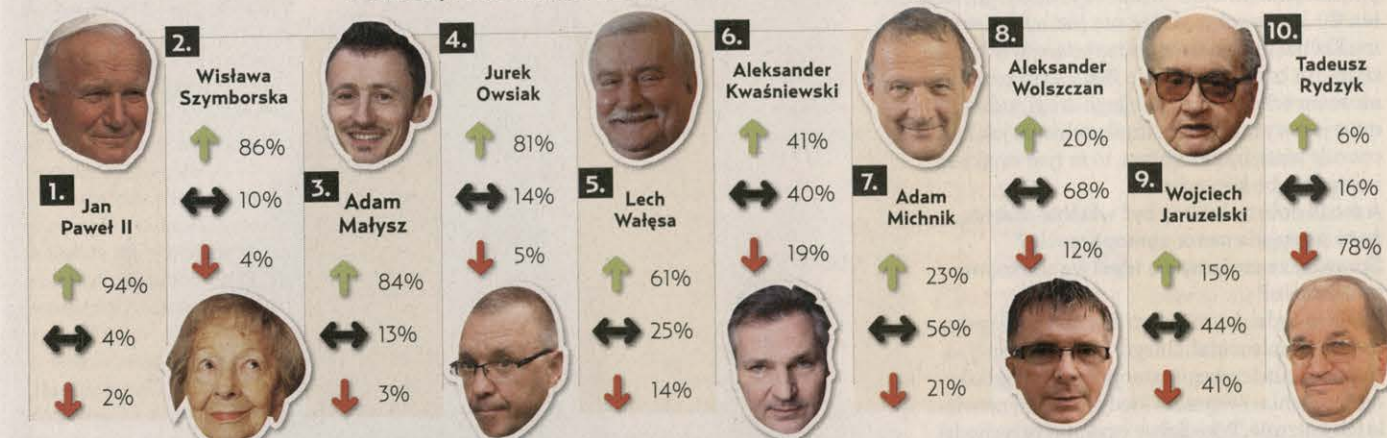 1.
Jan
Paweł II
94%
4%
2%
2.
Wisława
Szymborska
86%
10%
4%
3.
Adam
Małysz
84%
13%
3%
4.
Jurek
Owsiak
81%
14%
5%
5.
Lech
Wałęsa
61%
25%
14%
6.
Aleksander
Kwaśniewski
41%
40%
19%
7.
Adam
Michnik
23%
56%
21%
8.
Aleksander
Wolszczan
20%
68%
12%
9.
Wojciech
Jaruzelski
15%
44%
41%
10.
Tadeusz
Rydzyk
6%
16%
78%